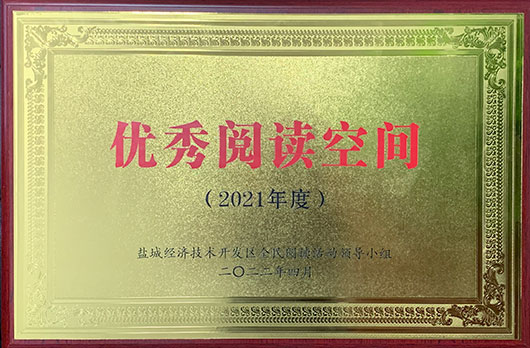 优秀阅读空间
(2021年度)
盐城经济技术开发区全民阅读活动领导小组
二〇二二年四月